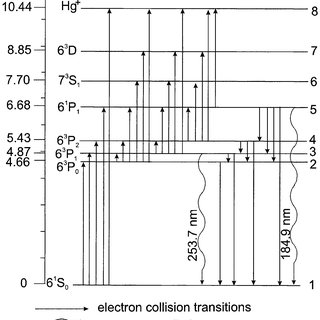 10.44 Hg⁺ 8
8.85 6³D 7
7.70 7³S₁ 6
6.68 6¹P₁ 5
5.43 6³P₂ 4
4.87 6³P₁ 3
4.66 6³P₀ 2
253.7 nm
184.9 nm
0 6¹S₀ 1
electron collision transitions